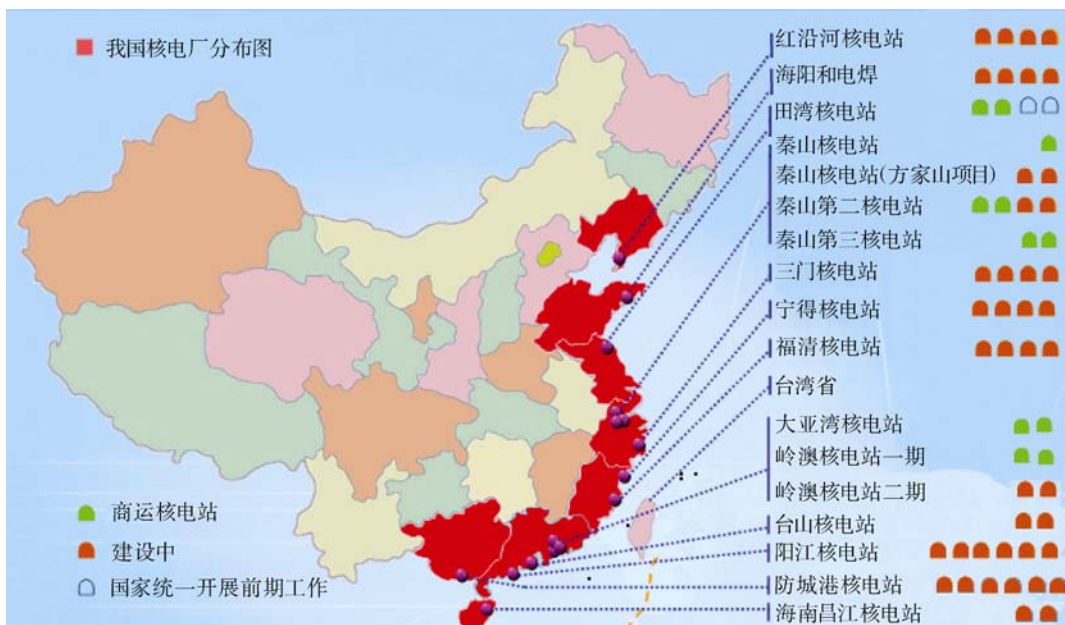 我国核电厂分布图
红沿河核电站
海阳和电焊
田湾核电站
秦山核电站
秦山核电站(方家山项目)
秦山第二核电站
秦山第三核电站
三门核电站
宁得核电站
福清核电站
台湾省
大亚湾核电站
岭澳核电站一期
岭澳核电站二期
台山核电站
阳江核电站
防城港核电站
海南昌江核电站
商运核电站
建设中
国家统一开展前期工作